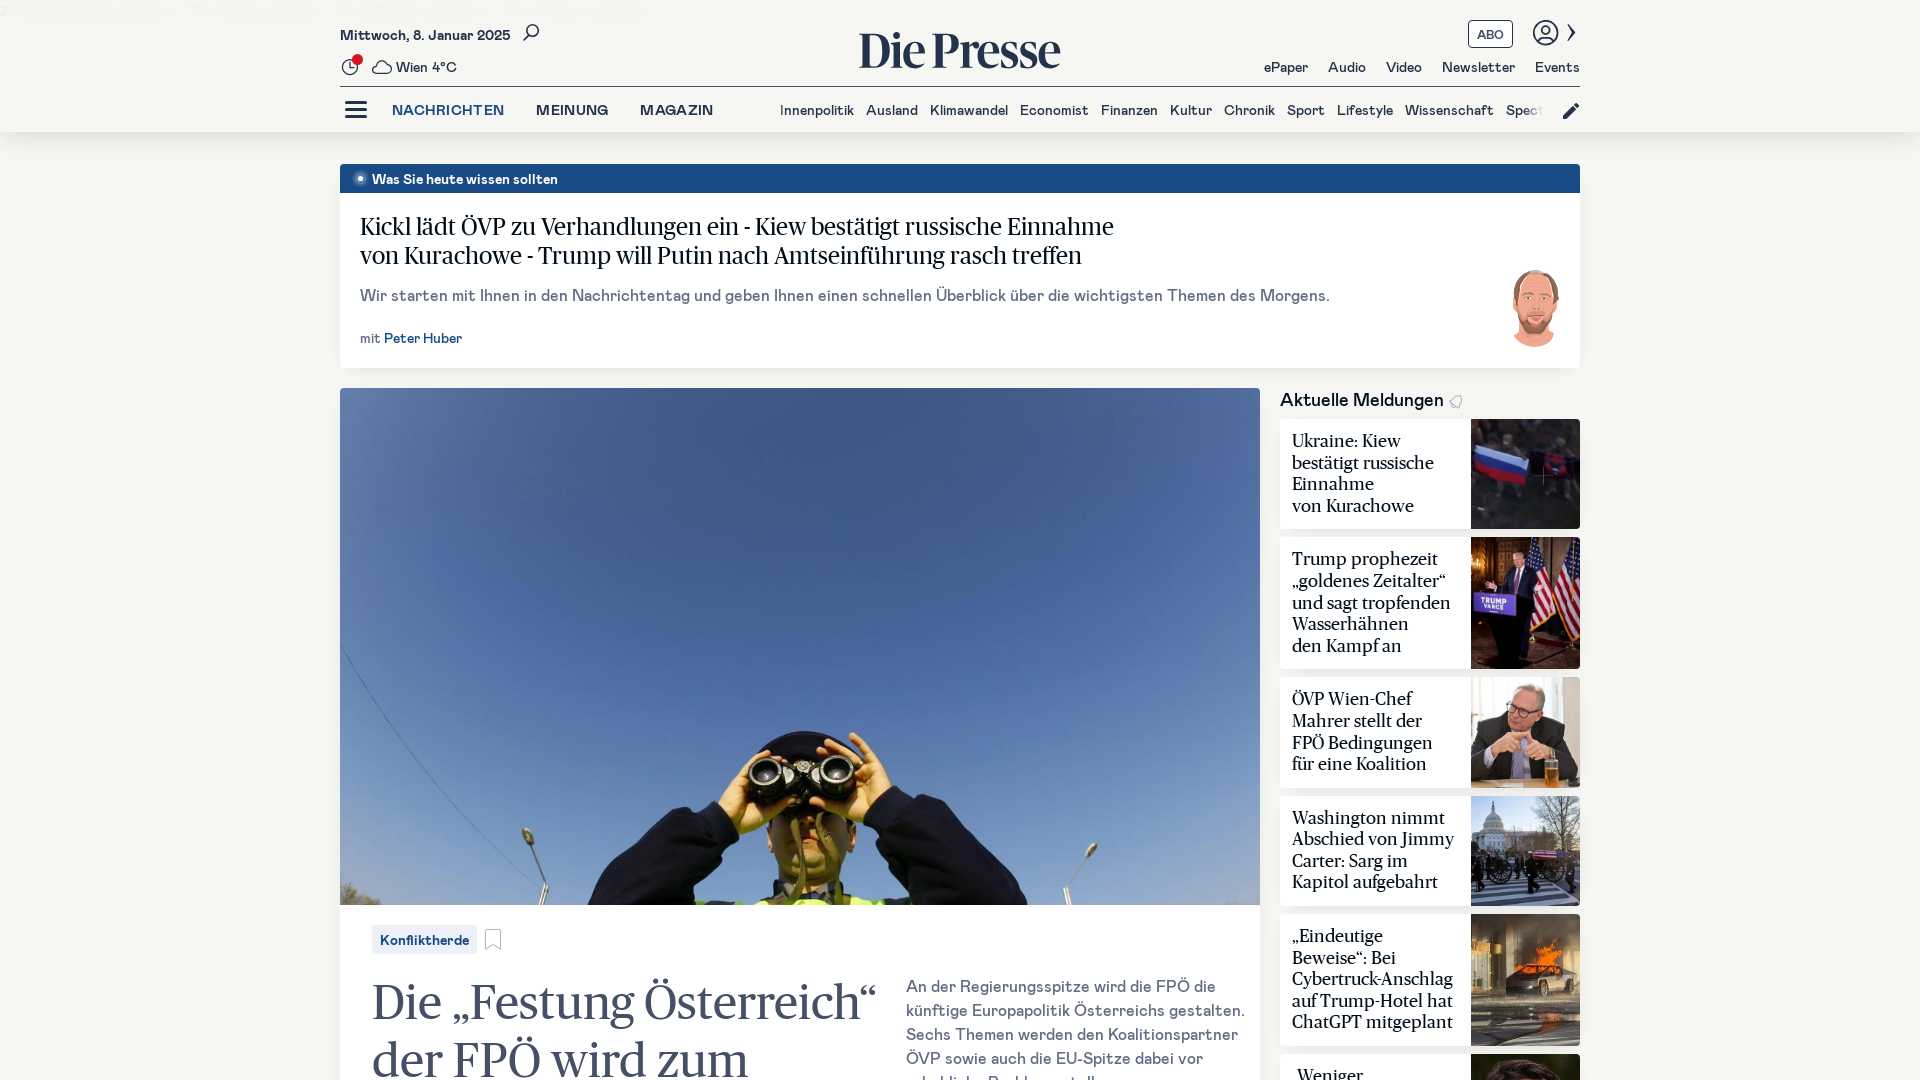 Mittwoch, 8. Januar 2025
Wien 4°C
Die Presse
ABO
ePaper Audio Video Newsletter Events
NACHRICHTEN MEINUNG MAGAZIN
Innenpolitik Ausland Klimawandel Economist Finanzen Kultur Chronik Sport Lifestyle Wissenschaft Spect
Was Sie heute wissen sollten
Kickl lädt ÖVP zu Verhandlungen ein - Kiew bestätigt russische Einnahme
von Kurachowe - Trump will Putin nach Amtseinführung rasch treffen
Wir starten mit Ihnen in den Nachrichtentag und geben Ihnen einen schnellen Überblick über die wichtigsten Themen des Morgens.
mit Peter Huber
Konfliktherde
Die „Festung Österreich“
der FPÖ wird zum
An der Regierungsspitze wird die FPÖ die
künftige Europapolitik Österreichs gestalten.
Sechs Themen werden den Koalitionspartner
ÖVP sowie auch die EU-Spitze dabei vor
Aktuelle Meldungen
Ukraine: Kiew
bestätigt russische
Einnahme
von Kurachowe
Trump prophezeit
„goldenes Zeitalter“
und sagt tropfenden
Wasserhähnen
den Kampf an
TRUMP
VANCE
ÖVP Wien-Chef
Mahrer stellt der
FPÖ Bedingungen
für eine Koalition
Washington nimmt
Abschied von Jimmy
Carter: Sarg im
Kapitol aufgebahrt
„Eindeutige
Beweise“: Bei
Cybertruck-Anschlag
auf Trump-Hotel hat
ChatGPT mitgeplant
„Weniger